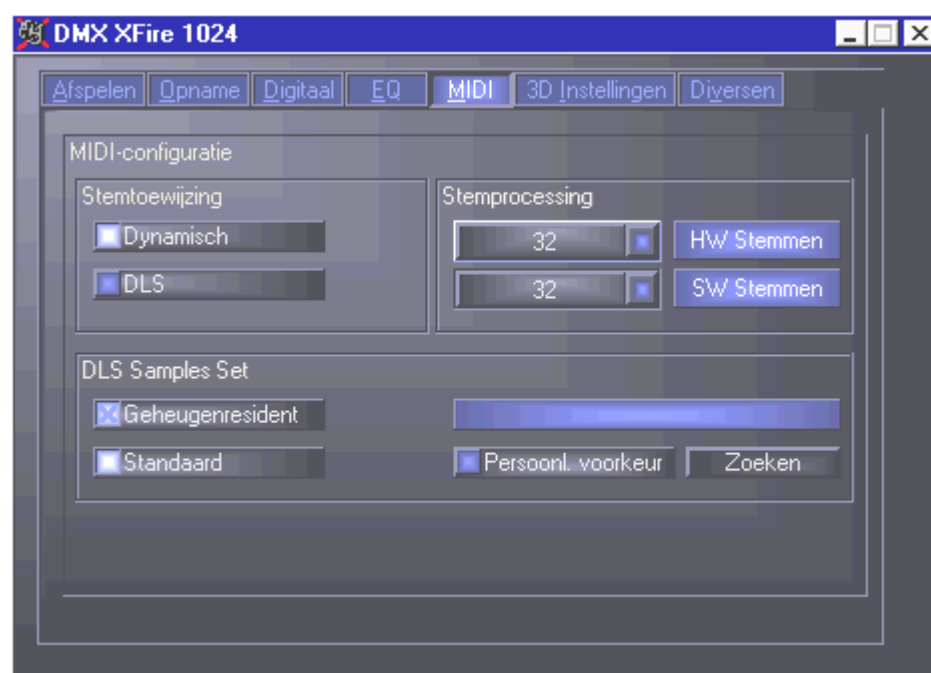 DMX XFire 1024
Afspelen Opname Digitaal EQ MIDI 3D Instellingen Diversen
MIDI-configuratie
Stemtoewijzing
Dynamisch
DLS
Stemprocessing
32 HW Stemmen
32 SW Stemmen
DLS Samples Set
Geheugenresident
Standaard
Persoonl. voorkeur Zoeken